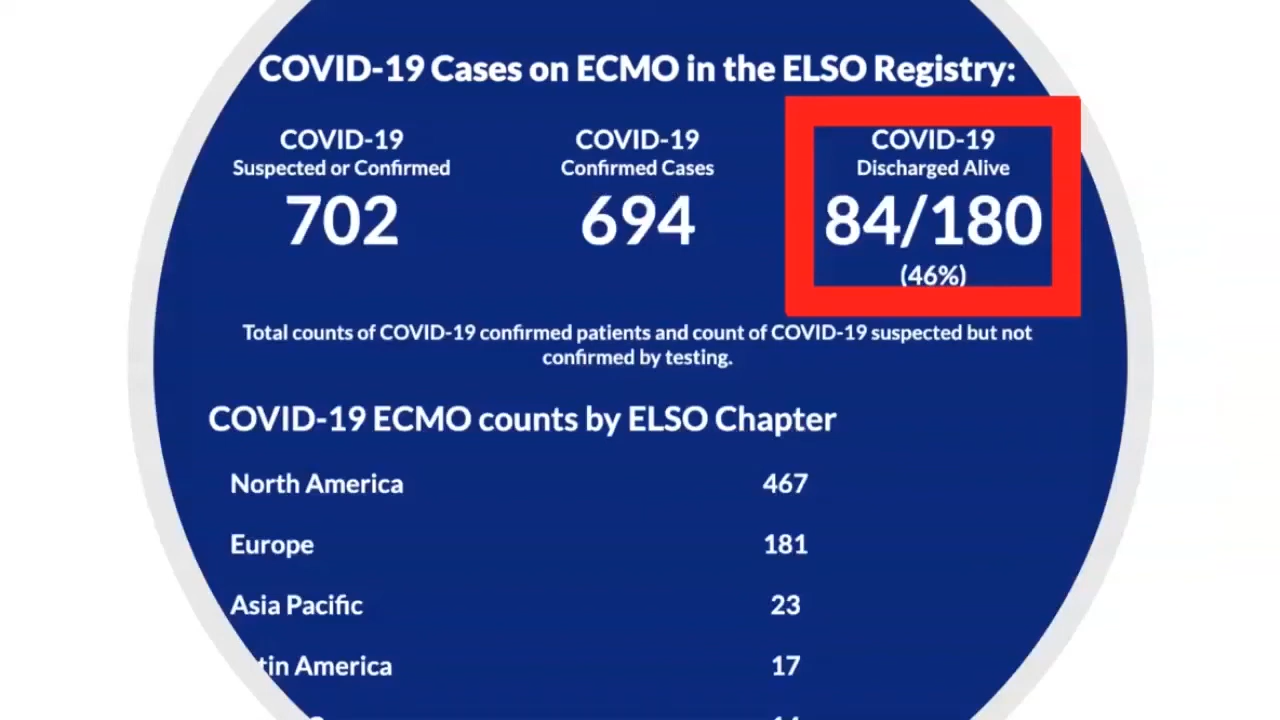 COVID-19 Cases on ECMO in the ELSO Registry:
COVID-19
Suspected or Confirmed
702
COVID-19
Confirmed Cases
694
COVID-19
Discharged Alive
84/180
(46%)
Total counts of COVID-19 confirmed patients and count of COVID-19 suspected but not
confirmed by testing.
COVID-19 ECMO counts by ELSO Chapter
North America 467
Europe 181
Asia Pacific 23
tin America 17